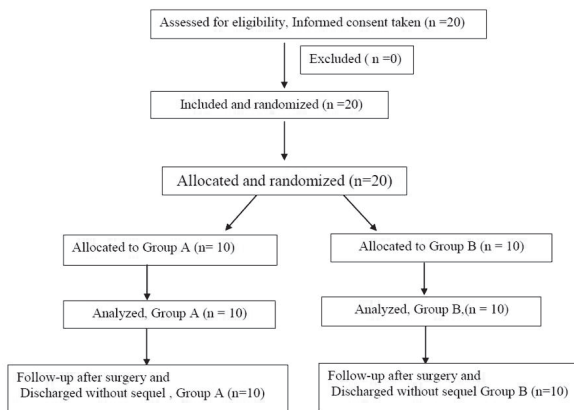 Assessed for eligibility, Informed consent taken (n =20)
Excluded ( n =0)
Included and randomized (n =20)
Allocated and randomized (n=20)
Allocated to Group A (n= 10)
Allocated to Group B (n = 10)
Analyzed, Group A (n = 10)
Analyzed, Group B,(n = 10)
Follow-up after surgery and
Discharged without sequel , Group A (n=10)
Follow-up after surgery and
Discharged without sequel Group B (n=10)